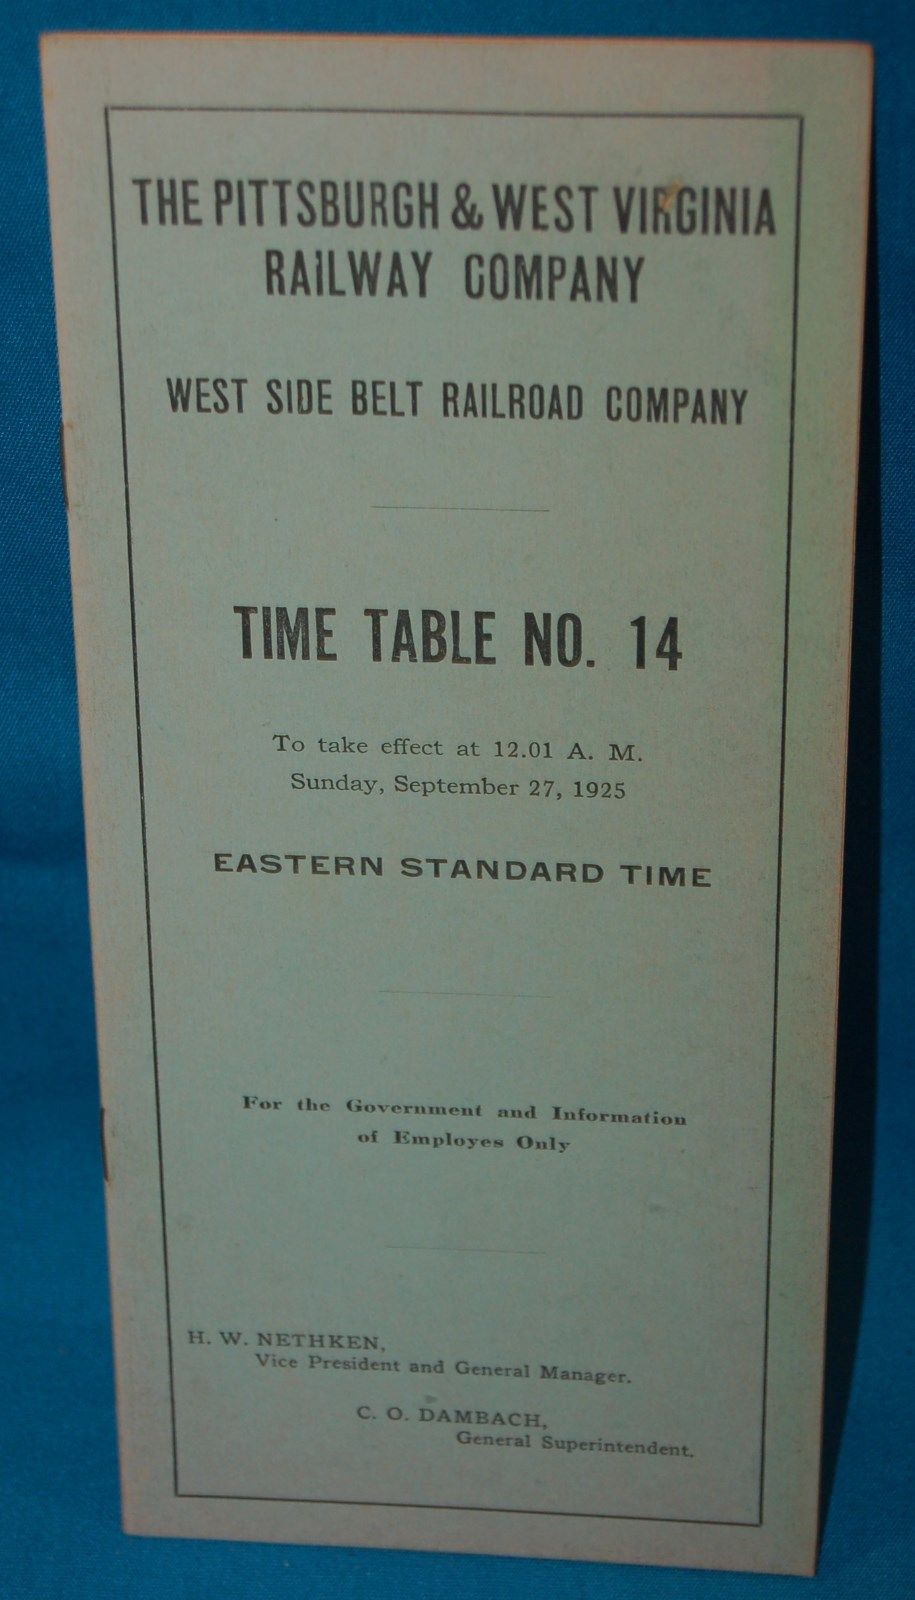 THE PITTSBURGH & WEST VIRGINIA
RAILWAY COMPANY
WEST SIDE BELT RAILROAD COMPANY
TIME TABLE NO. 14
To take effect at 12.01 A. M.
Sunday, September 27, 1925
EASTERN STANDARD TIME
For the Government and Information
of Employes Only
H. W. NETHKEN,
Vice President and General Manager.
C. O. DAMBACH,
General Superintendent.